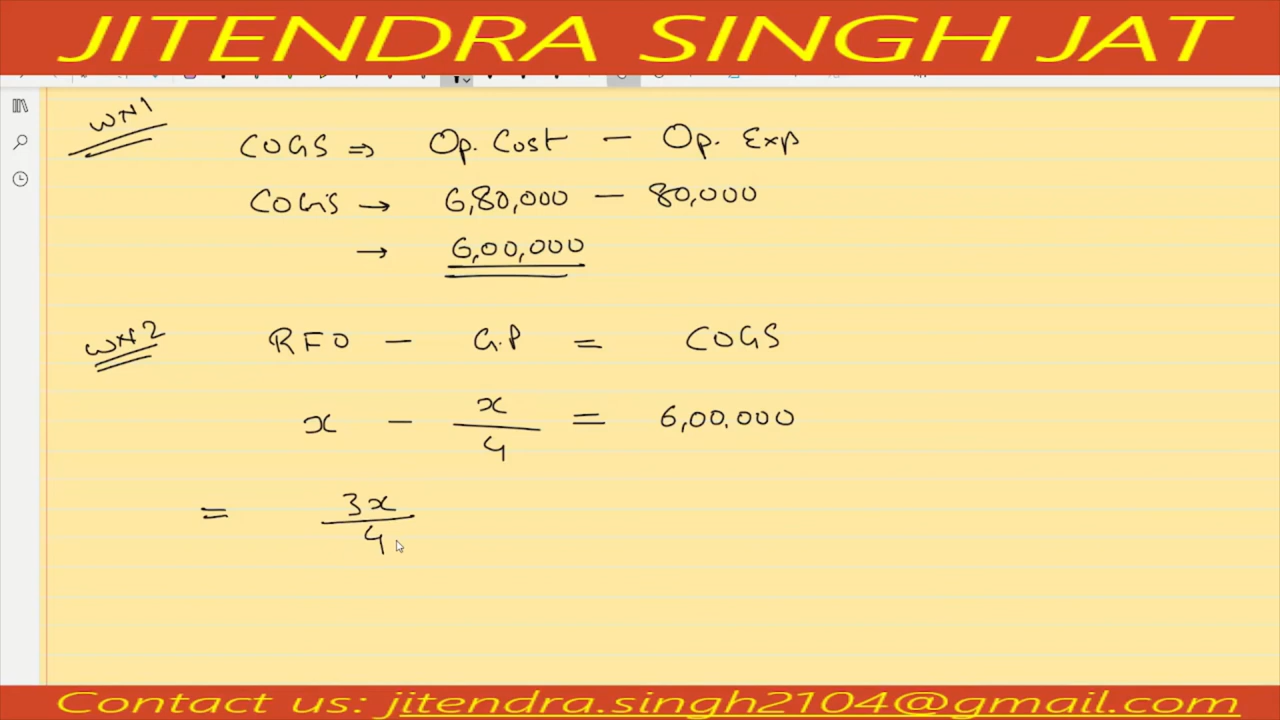 JITENDRA SINGH JAT
WN1
COGS ⇒ Op. Cost - Op. Exp
COGS → 6,80,000 - 80,000
→ 6,00,000
WN2
RFO - G.P = COGS
x - x/4 = 6,00,000
= 3x/4
Contact us: jitendra.singh2104@gmail.com